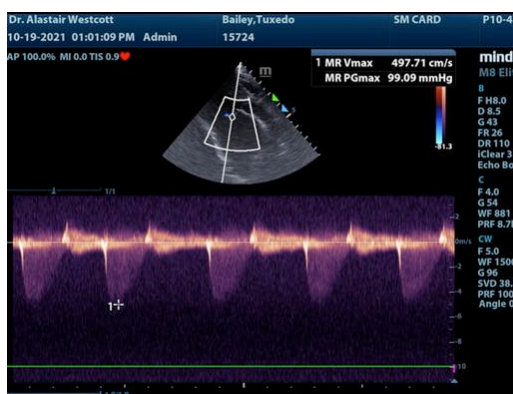 Dr. Alastair Westcott Bailey,Tuxedo SM CARD P10-4
10-19-2021 01:01:09 PM Admin 15724
AP 100.0% MI 0.0 TIS 0.9
1 MR Vmax 497.71 cm/s
MR PGmax 99.09 mmHg
mind
M8 Eli
B
F H8.0
D 8.5
G 43
FR 26
DR 110
iClear 3
Echo Bo
C
F 4.0
G 54
WF 881
PRF 8.7
CW
F 5.0
WF 150
G 96
SVD 38.
PRF 100
Angle 0
m
5
-81.3
1/1
-2
0m/s
-2
-4
-6
-8
-10
1